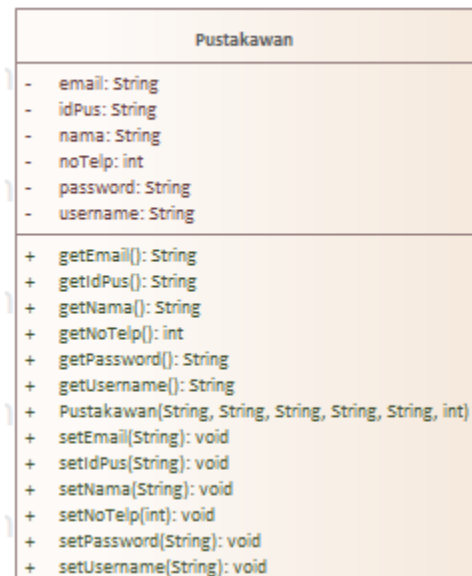 Pustakawan
- email: String
- idPus: String
- nama: String
- noTelp: int
- password: String
- username: String
+ getEmail(): String
+ getIdPus(): String
+ getNama(): String
+ getNoTelp(): int
+ getPassword(): String
+ getUsername(): String
+ Pustakawan(String, String, String, String, String, int)
+ setEmail(String): void
+ setIdPus(String): void
+ setNama(String): void
+ setNoTelp(int): void
+ setPassword(String): void
+ setUsername(String): void